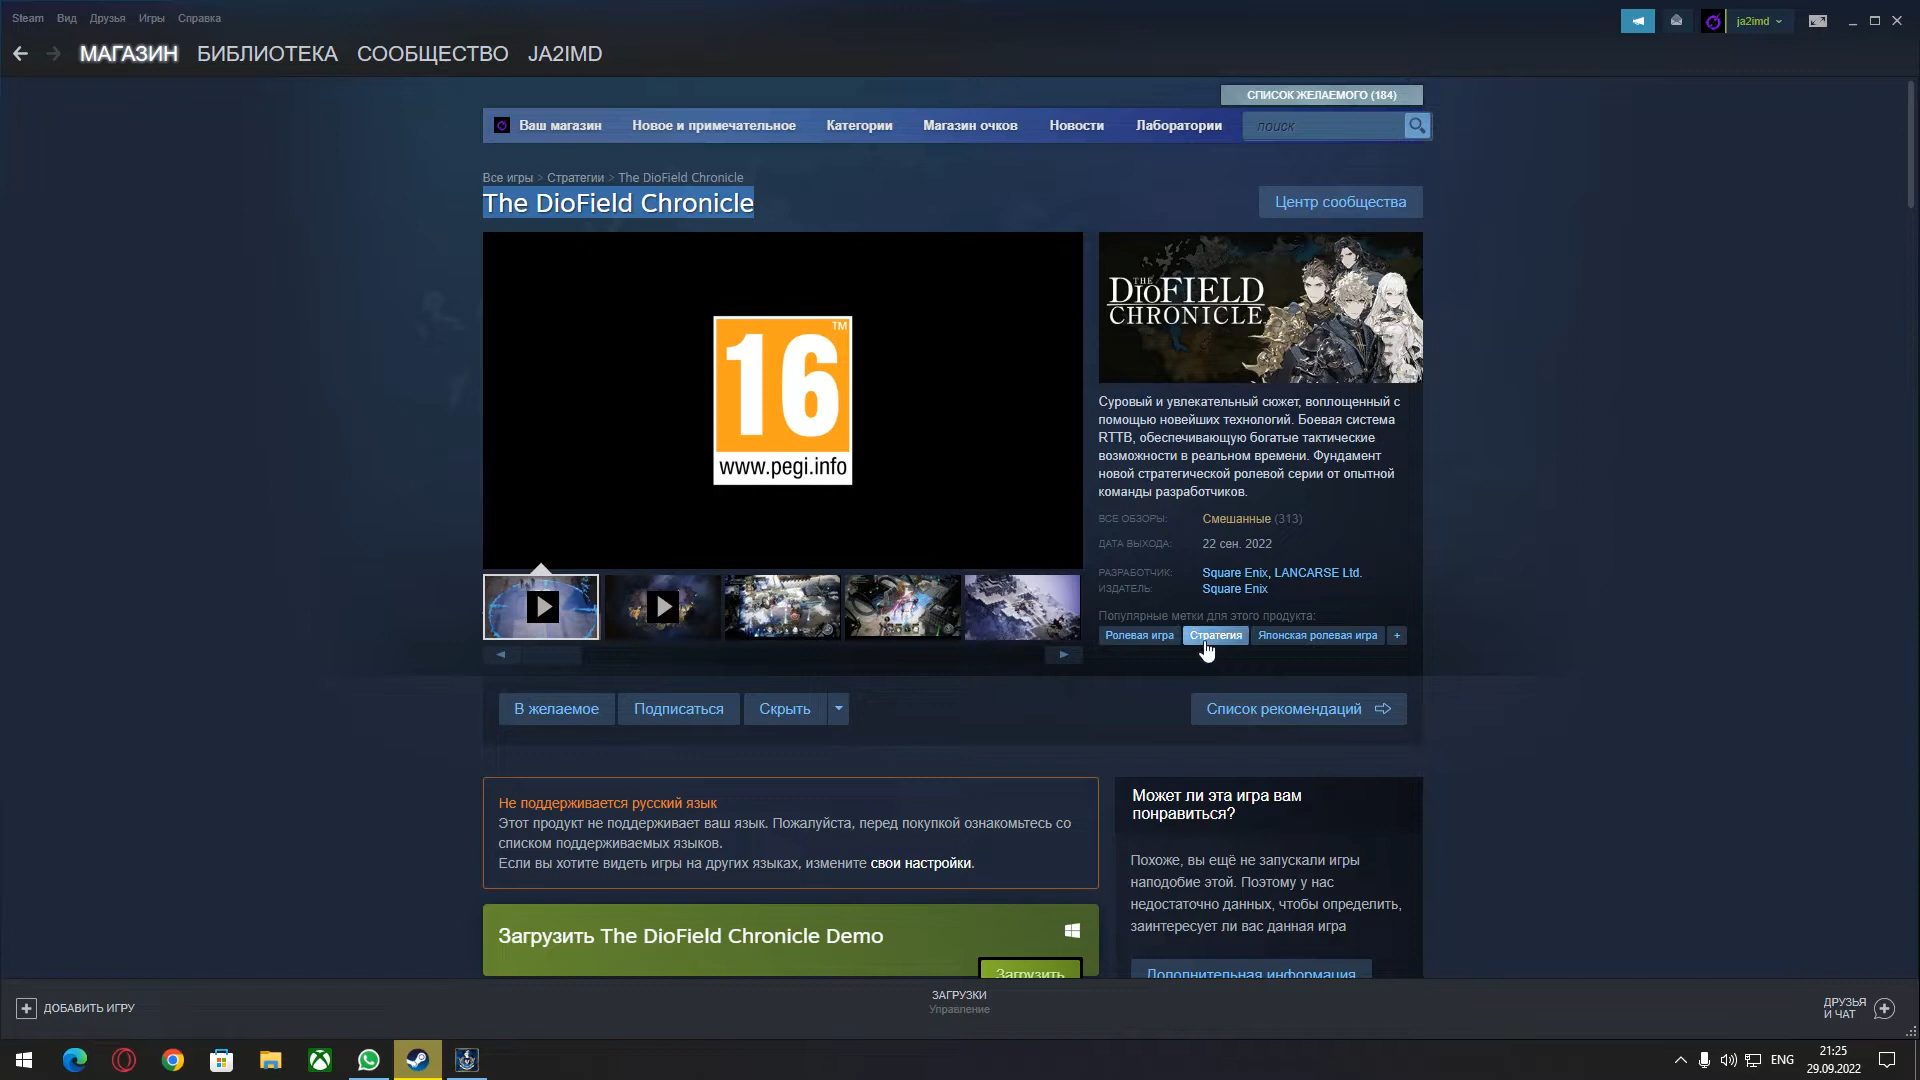 Steam Вид Друзья Игры Справка
ja2imd
МАГАЗИН БИБЛИОТЕКА СООБЩЕСТВО JA2IMD
СПИСОК ЖЕЛАЕМОГО (184)
Ваш магазин Новое и примечательное Категории Магазин очков Новости Лаборатории поиск
Все игры > Стратегии > The DioField Chronicle
The DioField Chronicle
Центр сообщества
16
TM
www.pegi.info
THE
DIOFIELD
CHRONICLE
Суровый и увлекательный сюжет, воплощенный с
помощью новейших технологий. Боевая система
RTTB, обеспечивающую богатые тактические
возможности в реальном времени. Фундамент
новой стратегической ролевой серии от опытной
команды разработчиков.
ВСЕ ОБЗОРЫ: Смешанные (313)
ДАТА ВЫХОДА: 22 сен. 2022
РАЗРАБОТЧИК: Square Enix, LANCARSE Ltd.
ИЗДАТЕЛЬ: Square Enix
Популярные метки для этого продукта:
Ролевая игра Стратегия Японская ролевая игра +
В желаемое Подписаться Скрыть
Список рекомендаций
Не поддерживается русский язык
Этот продукт не поддерживает ваш язык. Пожалуйста, перед покупкой ознакомьтесь со
списком поддерживаемых языков.
Если вы хотите видеть игры на других языках, измените свои настройки.
Может ли эта игра вам
понравиться?
Похоже, вы ещё не запускали игры
наподобие этой. Поэтому у нас
недостаточно данных, чтобы определить,
заинтересует ли вас данная игра
Дополнительная информация
Загрузить The DioField Chronicle Demo
Загрузить
ДОБАВИТЬ ИГРУ
ЗАГРУЗКИ
Управление
ДРУЗЬЯ
И ЧАТ
ENG
21:25
29.09.2022